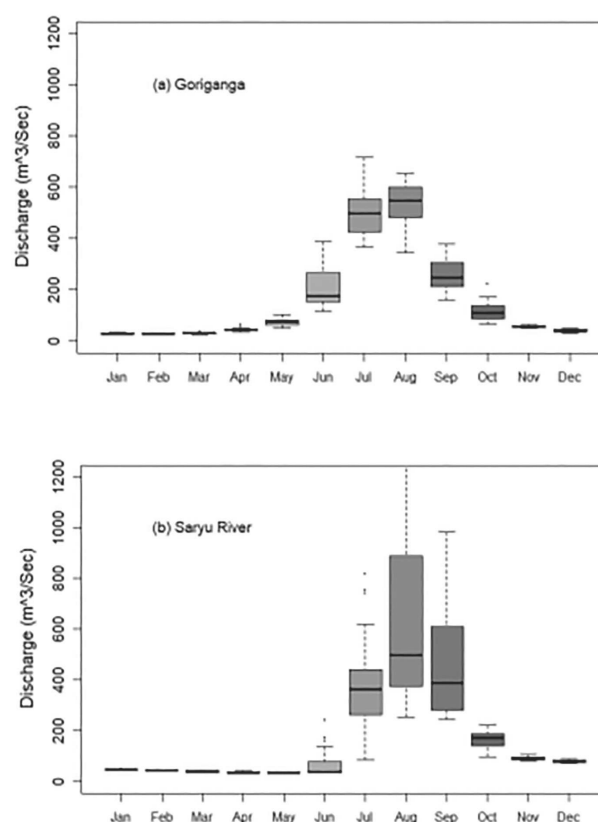 1200
1000
800
600
400
200
0
Discharge (m^3/Sec)
(a) Goriganga
Jan Feb Mar Apr May Jun Jul Aug Sep Oct Nov Dec
1200
1000
800
600
400
200
0
Discharge (m^3/Sec)
(b) Saryu River
Jan Feb Mar Apr May Jun Jul Aug Sep Oct Nov Dec